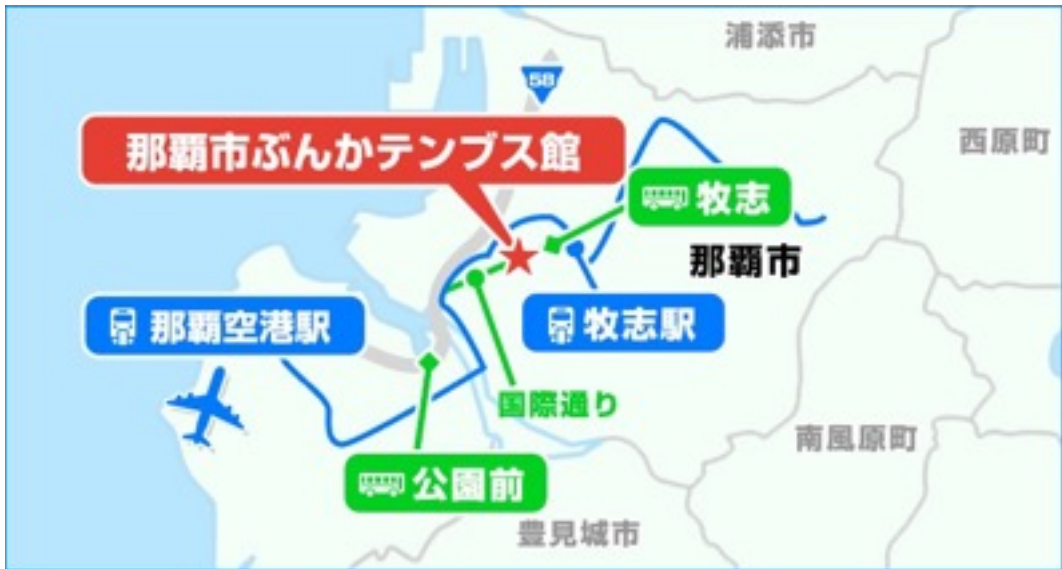 浦添市
58
那覇市ぶんかテンブス館
西原町
牧志
那覇市
那覇空港駅
牧志駅
国際通り
南風原町
公園前
豊見城市